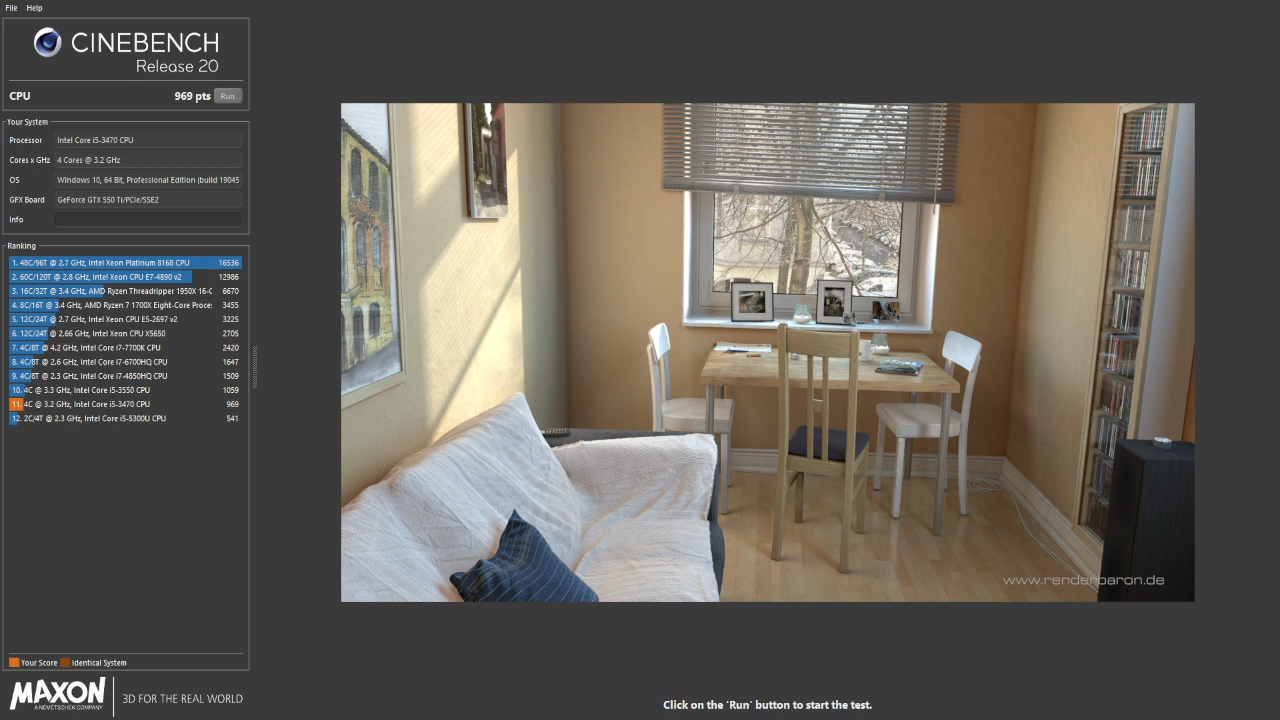 File Help
CINEBENCH
Release 20
CPU 969 pts Run
Your System
Processor Intel Core i5-3470 CPU
Cores x GHz 4 Cores @ 3.2 GHz
OS Windows 10, 64 Bit, Professional Edition (build 19045
GFX Board GeForce GTX 550 Ti/PCIe/SSE2
Info
Ranking
1. 48C/96T @ 2.7 GHz, Intel Xeon Platinum 8168 CPU 16536
2. 60C/120T @ 2.8 GHz, Intel Xeon CPU E7-4890 v2 12986
3. 16C/32T @ 3.4 GHz, AMD Ryzen Threadripper 1950X 16-C 6670
4. 8C/16T @ 3.4 GHz, AMD Ryzen 7 1700X Eight-Core Proce: 3455
5. 12C/24T @ 2.7 GHz, Intel Xeon CPU E5-2697 v2 3225
6. 12C/24T @ 2.66 GHz, Intel Xeon CPU X5650 2705
7. 4C/8T @ 4.2 GHz, Intel Core i7-7700K CPU 2420
8. 4C/8T @ 2.6 GHz, Intel Core i7-6700HQ CPU 1647
9. 4C/8T @ 2.3 GHz, Intel Core i7-4850HQ CPU 1509
10. 4C @ 3.3 GHz, Intel Core i5-3550 CPU 1059
11. 4C @ 3.2 GHz, Intel Core i5-3470 CPU 969
12. 2C/4T @ 2.3 GHz, Intel Core i5-5300U CPU 541
Your Score Identical System
MAXON 3D FOR THE REAL WORLD
A NEMETSCHEK COMPANY
www.renderbaron.de
Click on the 'Run' button to start the test.